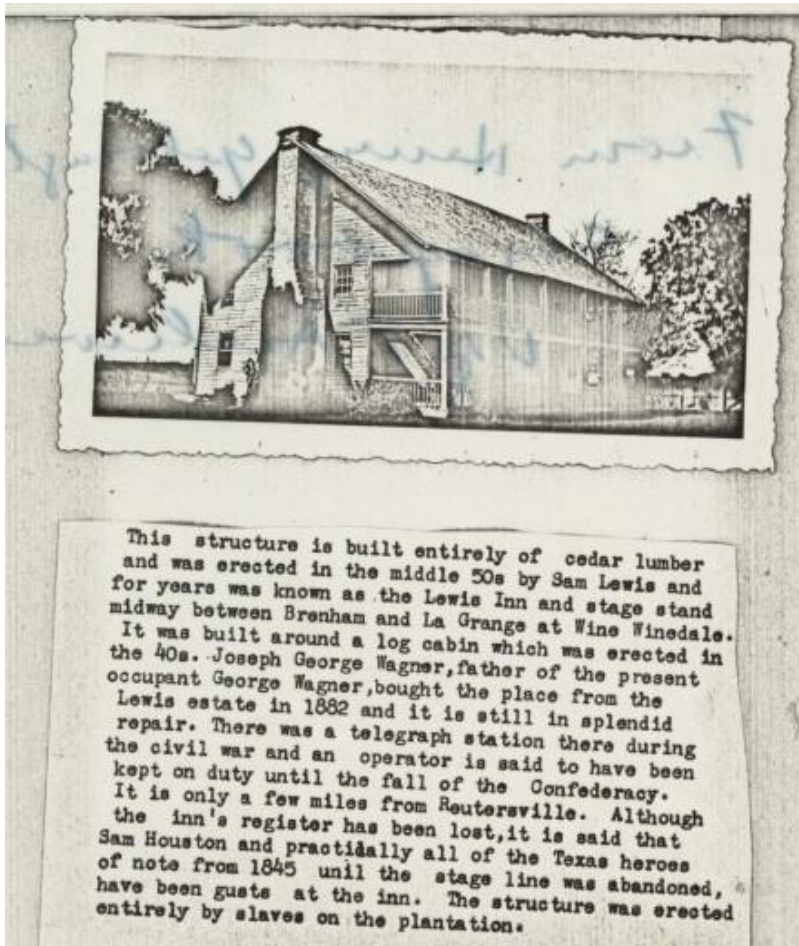 From
This structure is built entirely of cedar lumber
and was erected in the middle 50s by Sam Lewis and
for years was known as the Lewis Inn and stage stand
midway between Brenham and La Grange at Wine Winedale.
It was built around a log cabin which was erected in
the 40s. Joseph George Wagner,father of the present
occupant George Wagner,bought the place from the
Lewis estate in 1882 and it is still in splendid
repair. There was a telegraph station there during
the civil war and an operator is said to have been
kept on duty until the fall of the Confederacy.
It is only a few miles from Reutersville. Although
the inn's register has been lost,it is said that
Sam Houston and practidally all of the Texas heroes
of note from 1845 unil the stage line was abandoned,
have been gusts at the inn. The structure was erected
entirely by slaves on the plantation.